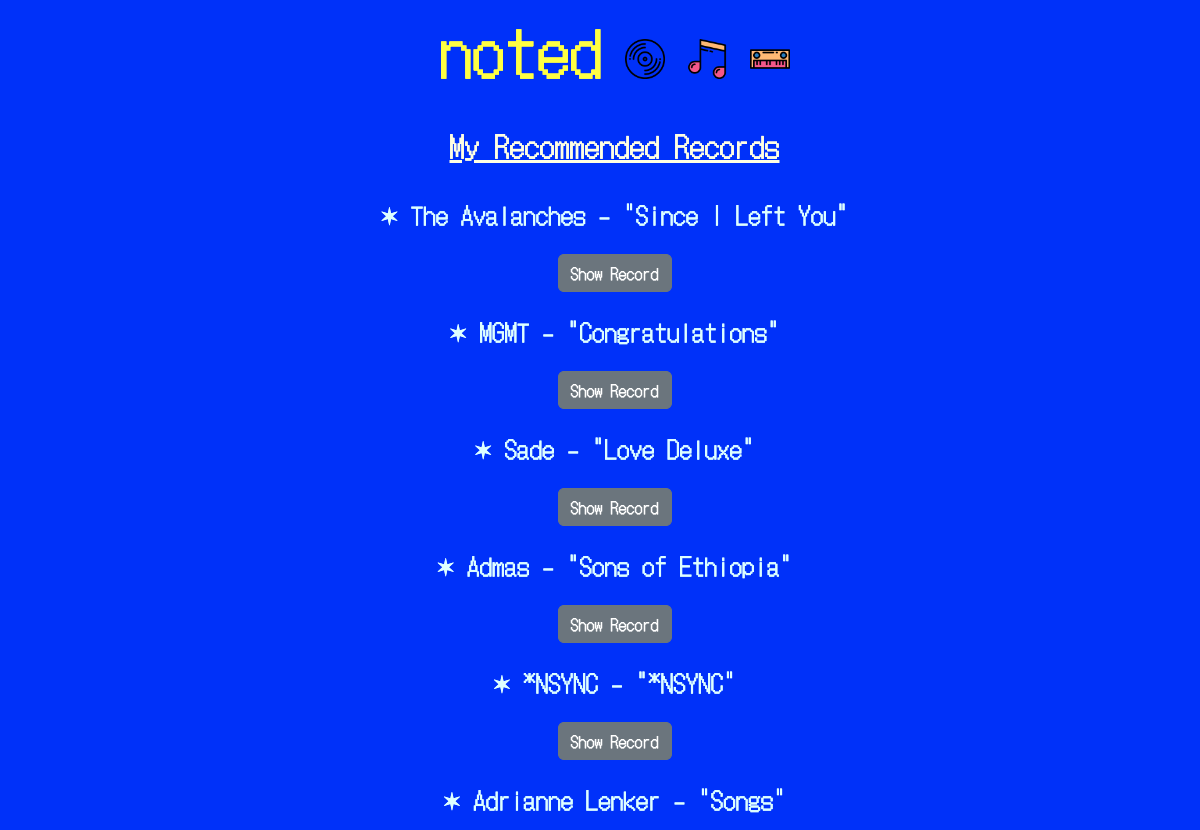 noted
My Recommended Records
✶ The Avalanches - "Since I Left You"
Show Record
✶ MGMT - "Congratulations"
Show Record
✶ Sade - "Love Deluxe"
Show Record
✶ Admas - "Sons of Ethiopia"
Show Record
✶ *NSYNC - "*NSYNC"
Show Record
✶ Adrianne Lenker - "Songs"